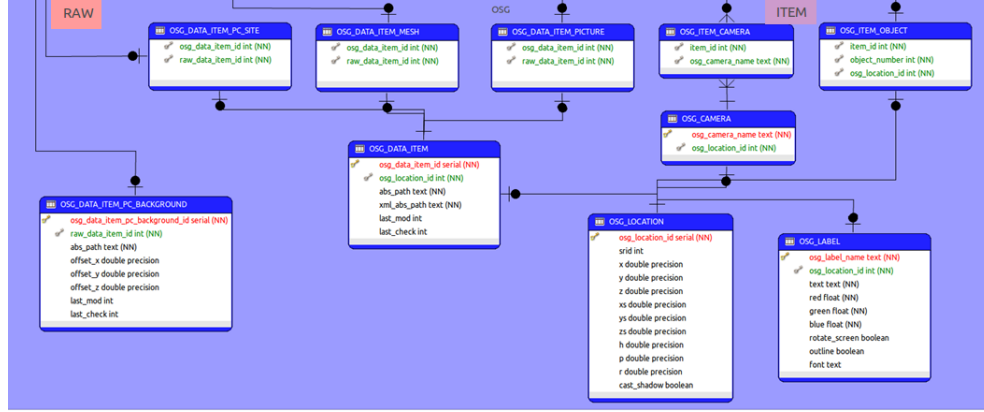 RAW
OSG
ITEM
OSG_DATA_ITEM_PC_SITE
osg_data_item_id int (NN)
raw_data_item_id int (NN)
OSG_DATA_ITEM_MESH
osg_data_item_id int (NN)
raw_data_item_id int (NN)
OSG_DATA_ITEM_PICTURE
osg_data_item_id int (NN)
raw_data_item_id int (NN)
OSG_ITEM_CAMERA
item_id int (NN)
osg_camera_name text (NN)
OSG_ITEM_OBJECT
item_id int (NN)
object_number int (NN)
osg_location_id int (NN)
OSG_CAMERA
osg_camera_name text (NN)
osg_location_id int (NN)
OSG_DATA_ITEM
osg_data_item_id serial (NN)
osg_location_id int (NN)
abs_path text (NN)
xml_abs_path text (NN)
last_mod int
last_check int
OSG_DATA_ITEM_PC_BACKGROUND
osg_data_item_pc_background_id serial (NN)
raw_data_item_id int (NN)
abs_path text (NN)
offset_x double precision
offset_y double precision
offset_z double precision
last_mod int
last_check int
OSG_LOCATION
osg_location_id serial (NN)
srid int
x double precision
y double precision
z double precision
xs double precision
ys double precision
zs double precision
h double precision
p double precision
r double precision
cast_shadow boolean
OSG_LABEL
osg_label_name text (NN)
osg_location_id int (NN)
text text (NN)
red float (NN)
green float (NN)
blue float (NN)
rotate_screen boolean
outline boolean
font text